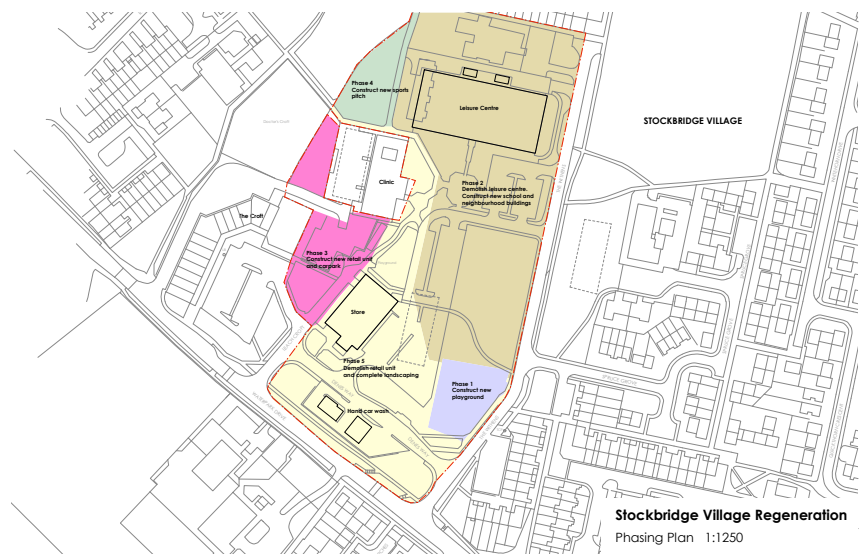 Phase 4
Construct new sports
pitch
Leisure Centre
STOCKBRIDGE VILLAGE
Clinic
Phase 2
Demolish leisure centre.
Construct new school and
neighbourhood buildings
The Croft
Phase 3
Construct new retail unit
and carpark
Store
Phase 5
Demolish retail unit
and complete landscaping
Phase 1
Construct new
playground
Hand car wash
Stockbridge Village Regeneration
Phasing Plan 1:1250